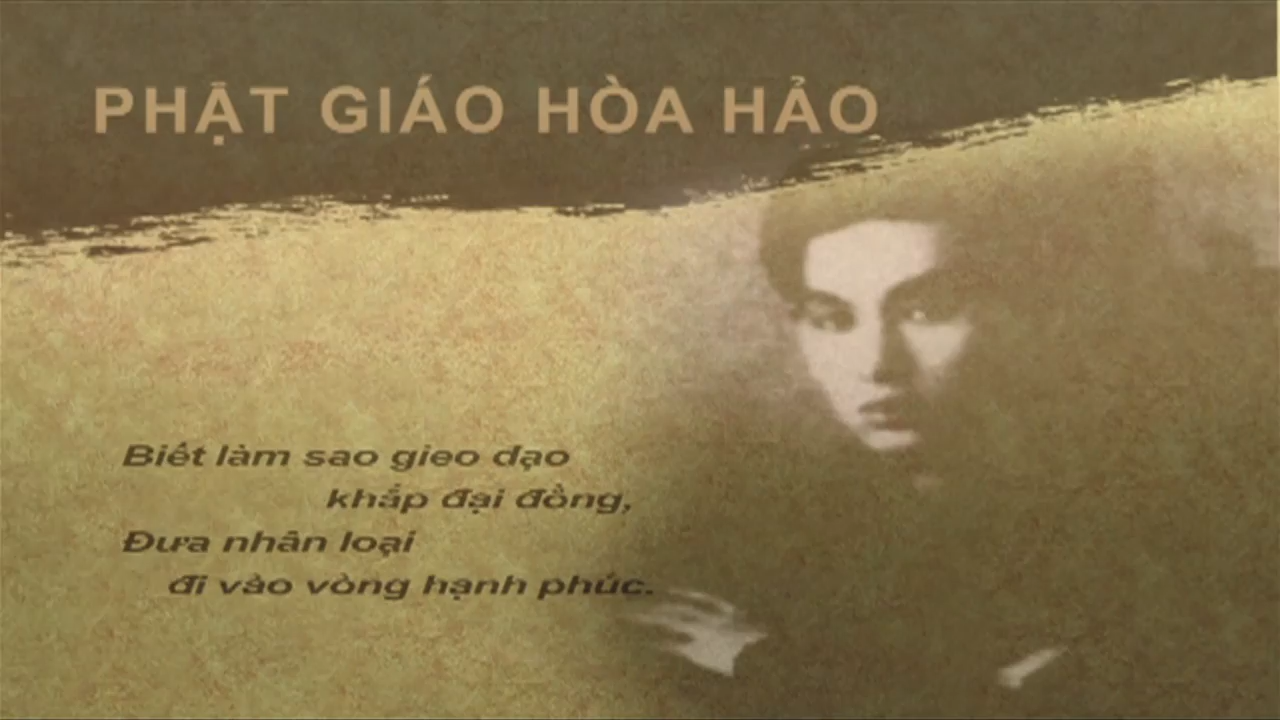 PHẬT GIÁO HÒA HẢO
Biết làm sao gieo đạo
khắp đại đồng,
Đưa nhân loại
đi vào vòng hạnh phúc.